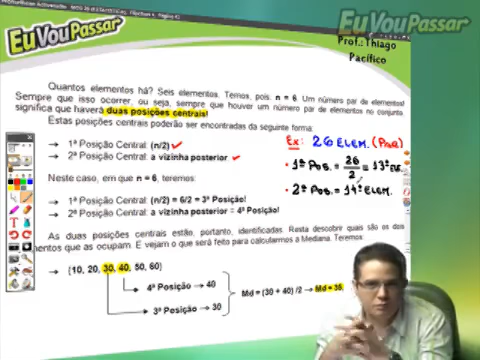 EuVouPassar
EuVouPassar
Prof.: Thiago
Pacífico
Quantos elementos há? Seis elementos. Temos, pois, n = 6. Um número par de elementos!
Sempre que isso ocorrer, ou seja, sempre que houver um número par de elementos no conjunto,
significa que haverá duas posições centrais!
Estas posições centrais poderão ser encontradas da seguinte forma:
→ 1ª Posição Central: (n/2)
→ 2ª Posição Central: a vizinha posterior
Ex: 26 ELEM. (PAR)
• 1ª POS. = 26/2 = 13º ELE.
• 2ª POS. = 14º ELEM.
Neste caso, em que n = 6, teremos:
→ 1ª Posição Central: (n/2) = 6/2 = 3ª Posição!
→ 2ª Posição Central: a vizinha posterior = 4ª Posição!
As duas posições centrais estão, portanto, identificadas. Resta descobrir quais são os
mentos que as ocupam. E vejam o que será feito para calcularmos a Mediana. Teremos
→ {10, 20, 30, 40, 50, 60}
4ª Posição → 40
Md = (30 + 40) /2 → Md = 35
3ª Posição → 30